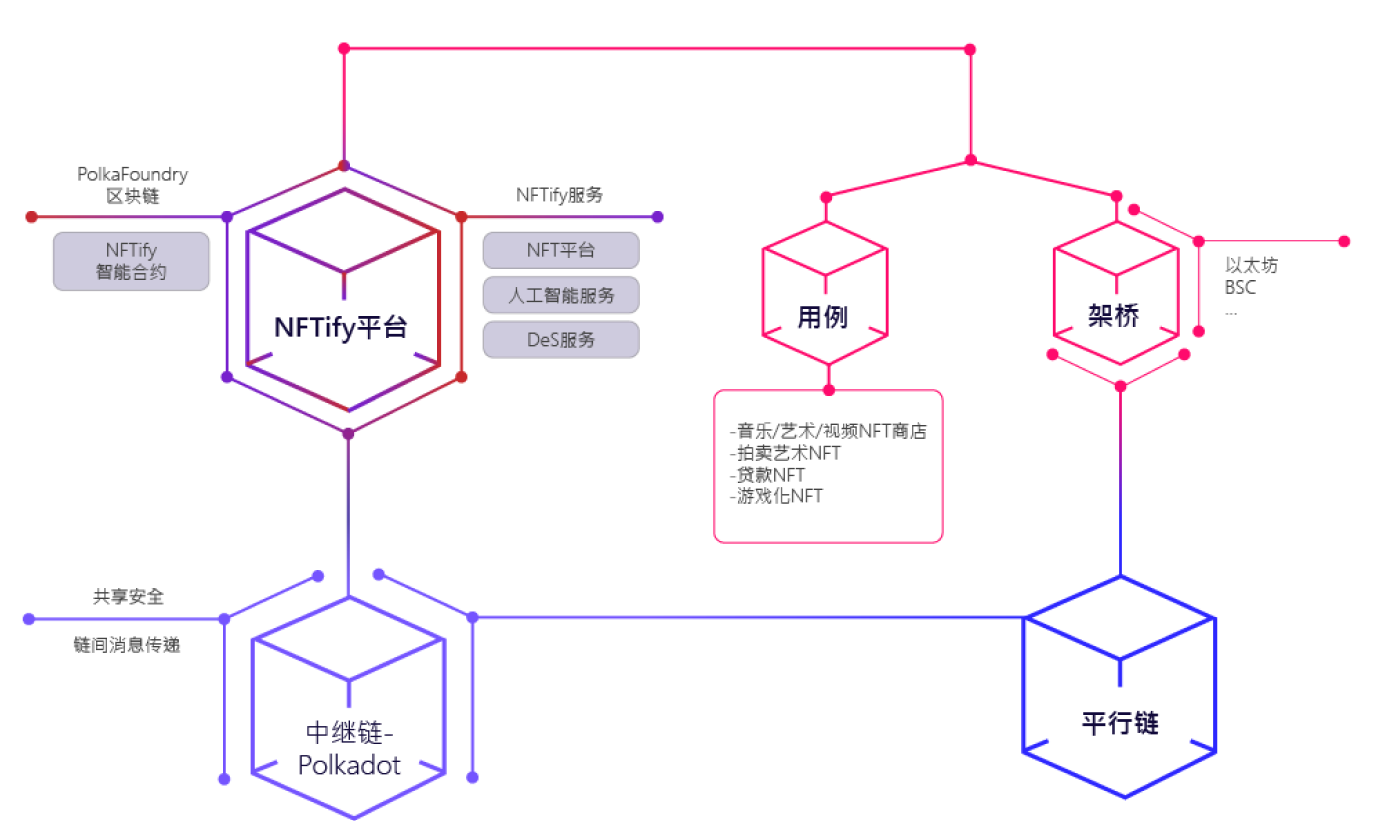 PolkaFoundry
区块链
NFTify
智能合约
NFTify平台
NFTify服务
NFT平台
人工智能服务
DeS服务
用例
-音乐/艺术/视频NFT商店
-拍卖艺术NFT
-贷款NFT
-游戏化NFT
架桥
以太坊
BSC
...
共享安全
链间消息传递
中继链-
Polkadot
平行链